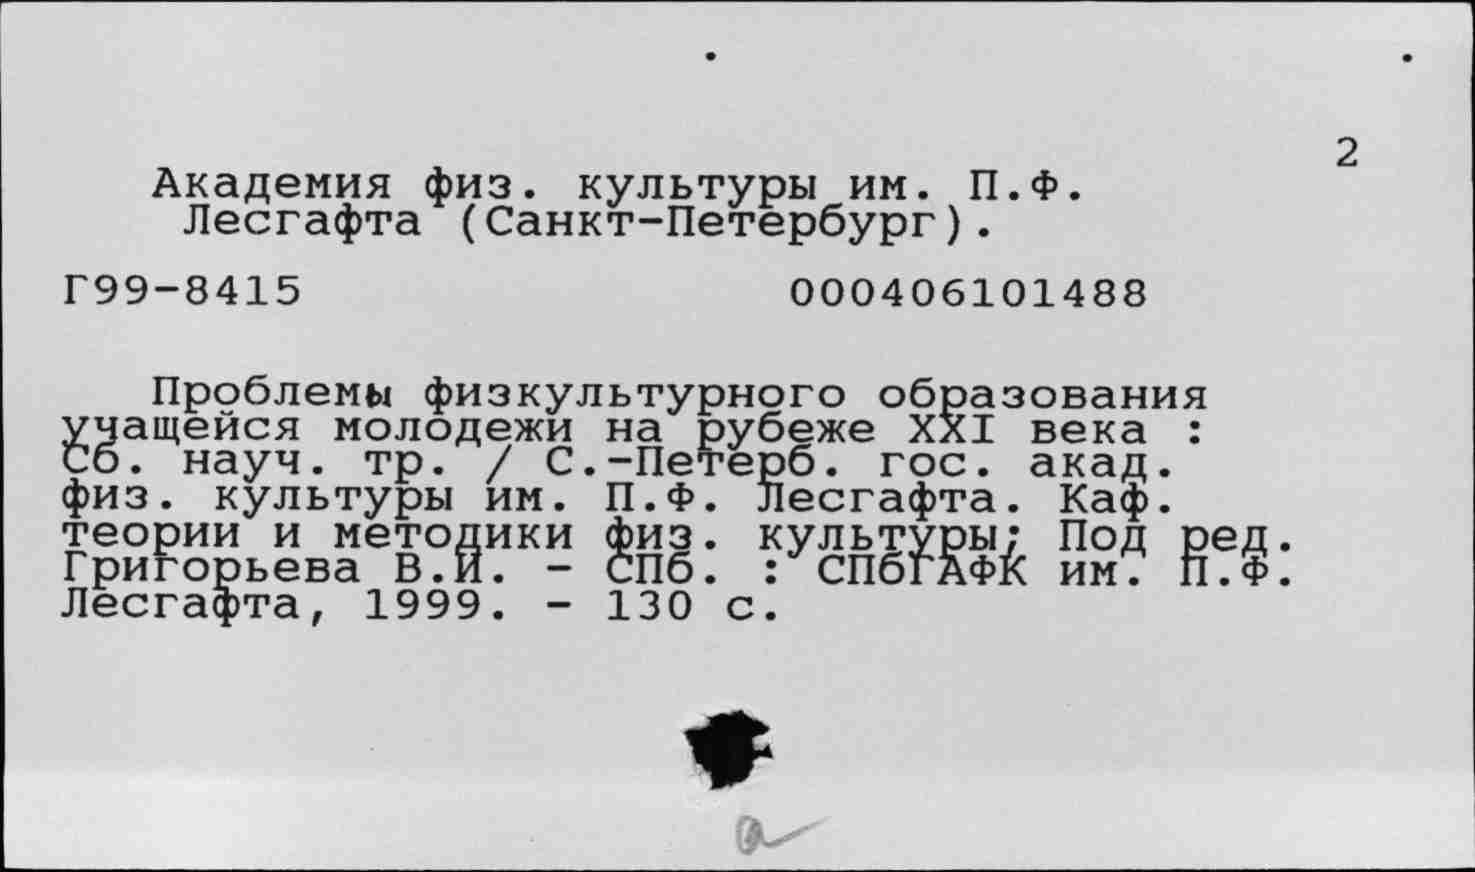 2
Академия физ. культуры им. П.Ф.
Лесгафта (Санкт-Петербург).
Г99-8415 000406101488
Проблемы физкультурного образования
учащейся молодежи на рубеже XXI века :
Сб. науч. тр. / С.-Петерб. гос. акад.
физ. культуры им. П.Ф. Лесгафта. Каф.
теории и методики физ. культуры; Под ред.
Григорьева В.И. - СПб. : СПбГАФК им. П.Ф.
Лесгафта, 1999. - 130 с.
а